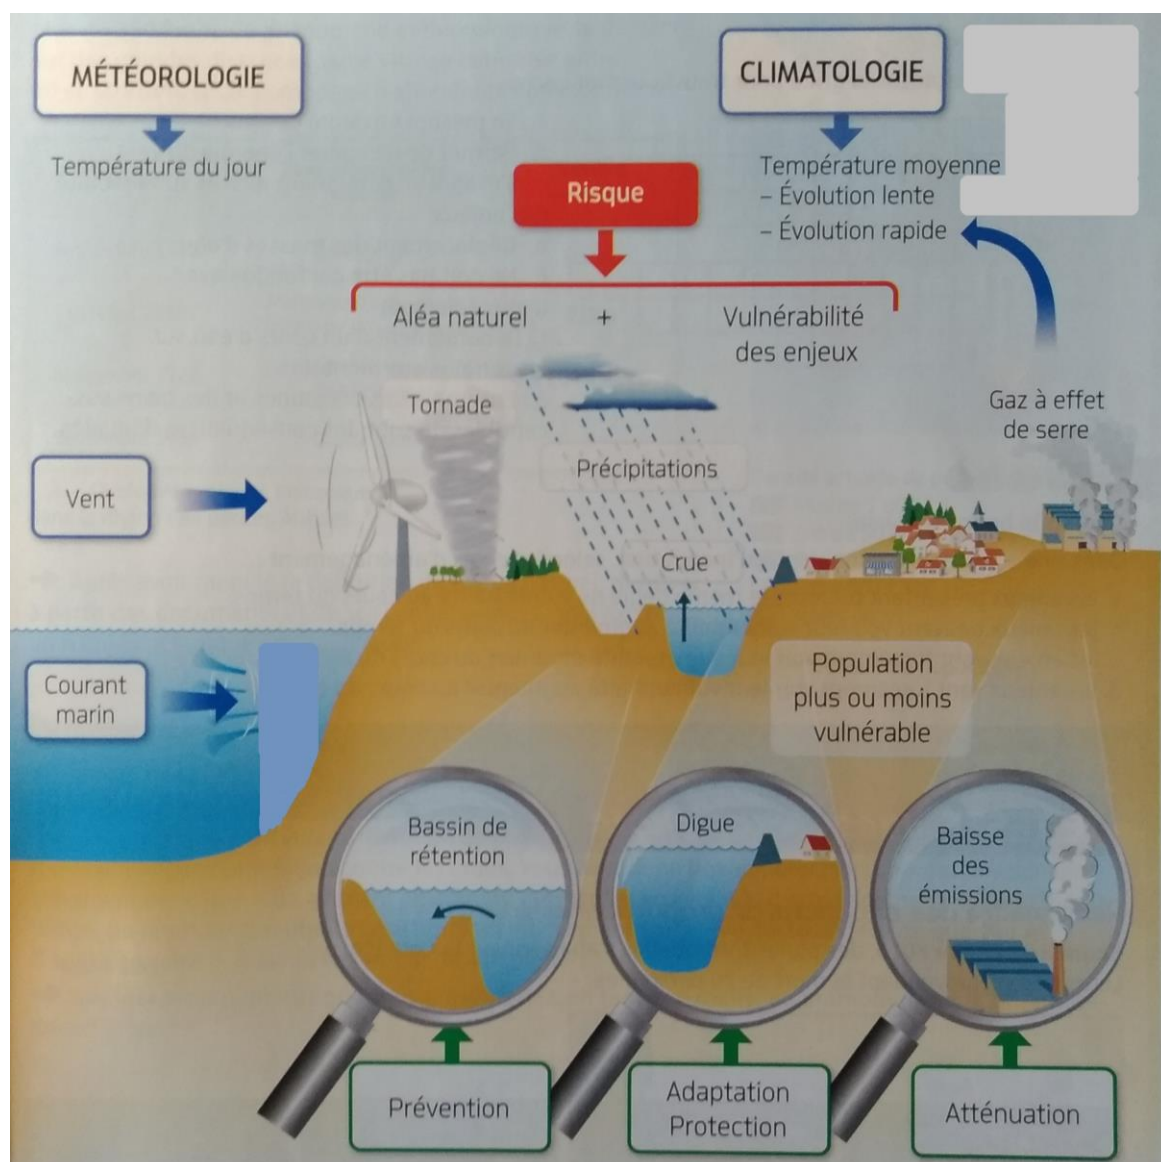 MÉTÉOROLOGIE
Température du jour
CLIMATOLOGIE
Température moyenne
– Évolution lente
– Évolution rapide
Risque
Aléa naturel + Vulnérabilité
des enjeux
Tornade
Précipitations
Crue
Gaz à effet
de serre
Vent
Courant
marin
Population
plus ou moins
vulnérable
Bassin de
rétention
Digue
Baisse
des
émissions
Prévention
Adaptation
Protection
Atténuation